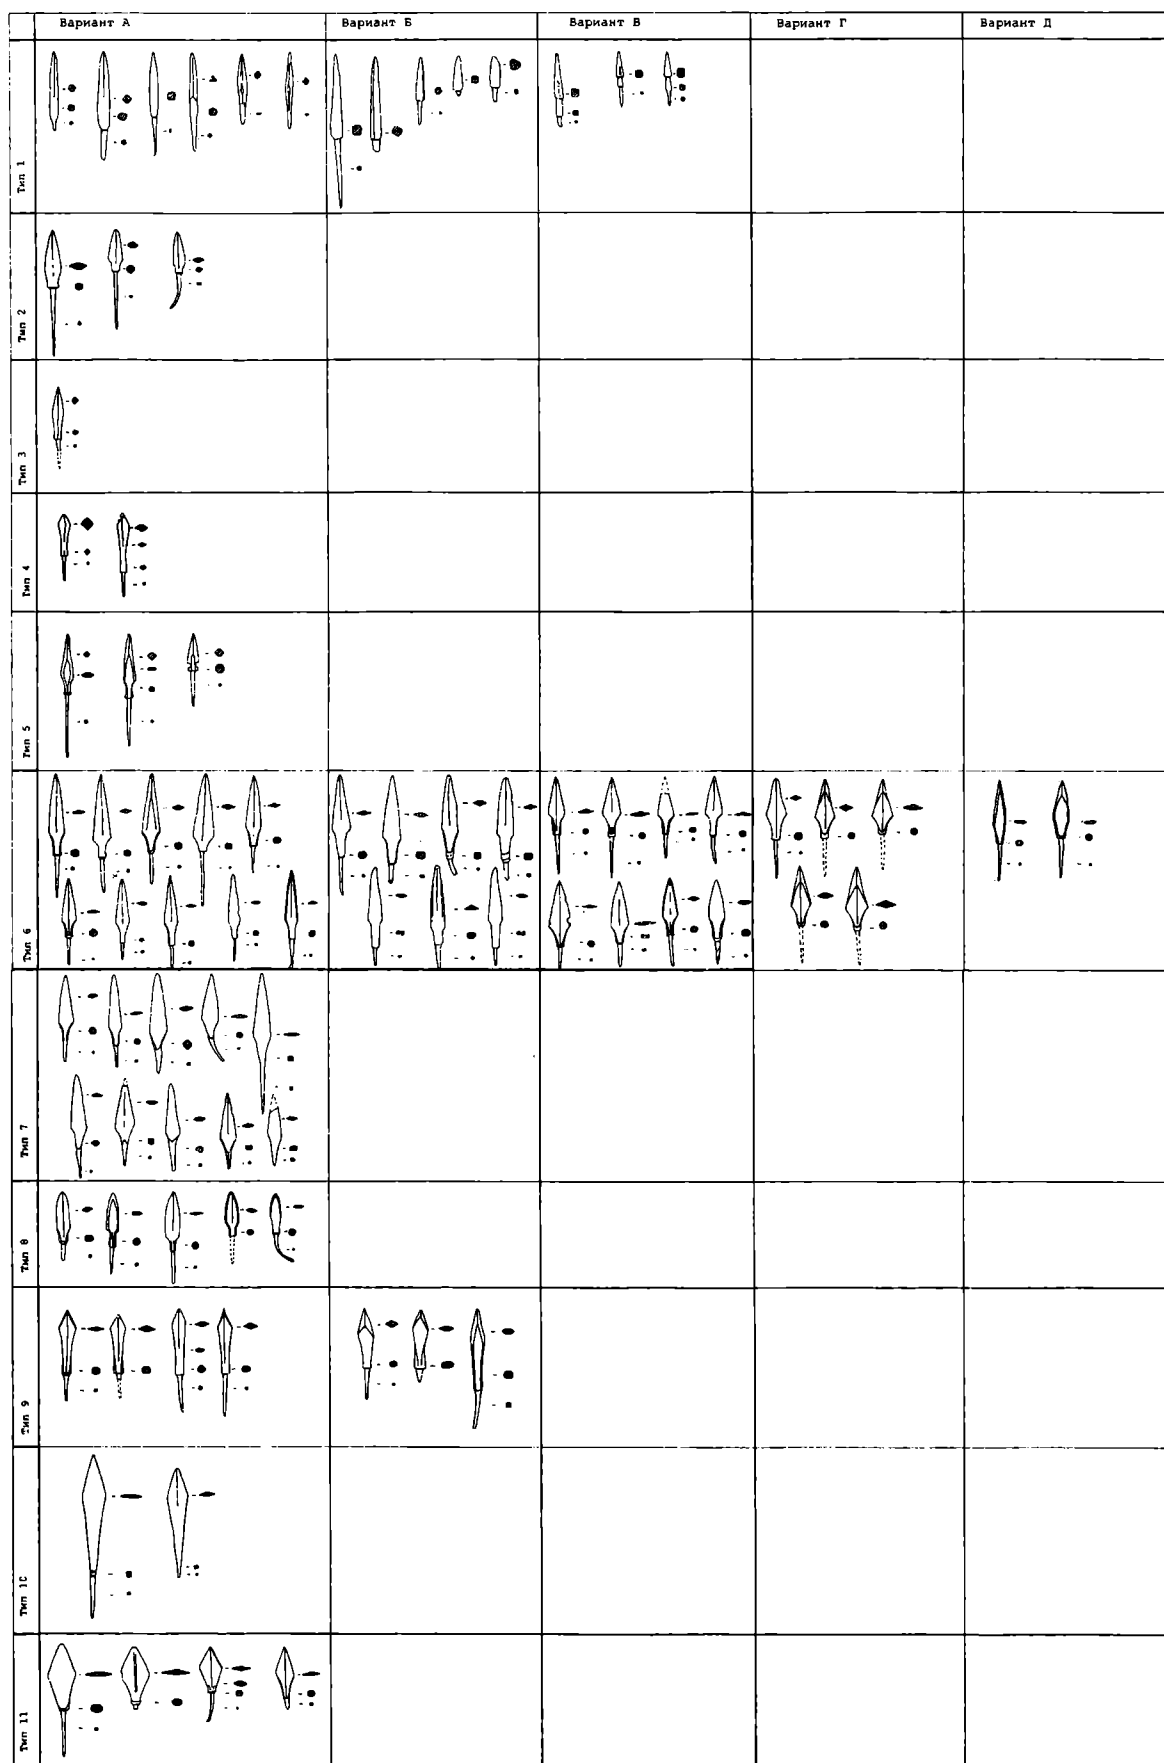 Вариант А Вариант Б Вариант В Вариант Г Вариант Д
Тип 1
Тип 2
Тип 3
Тип 4
Тип 5
Тип 6
Тип 7
Тип 8
Тип 9
Тип 10
Тип 11